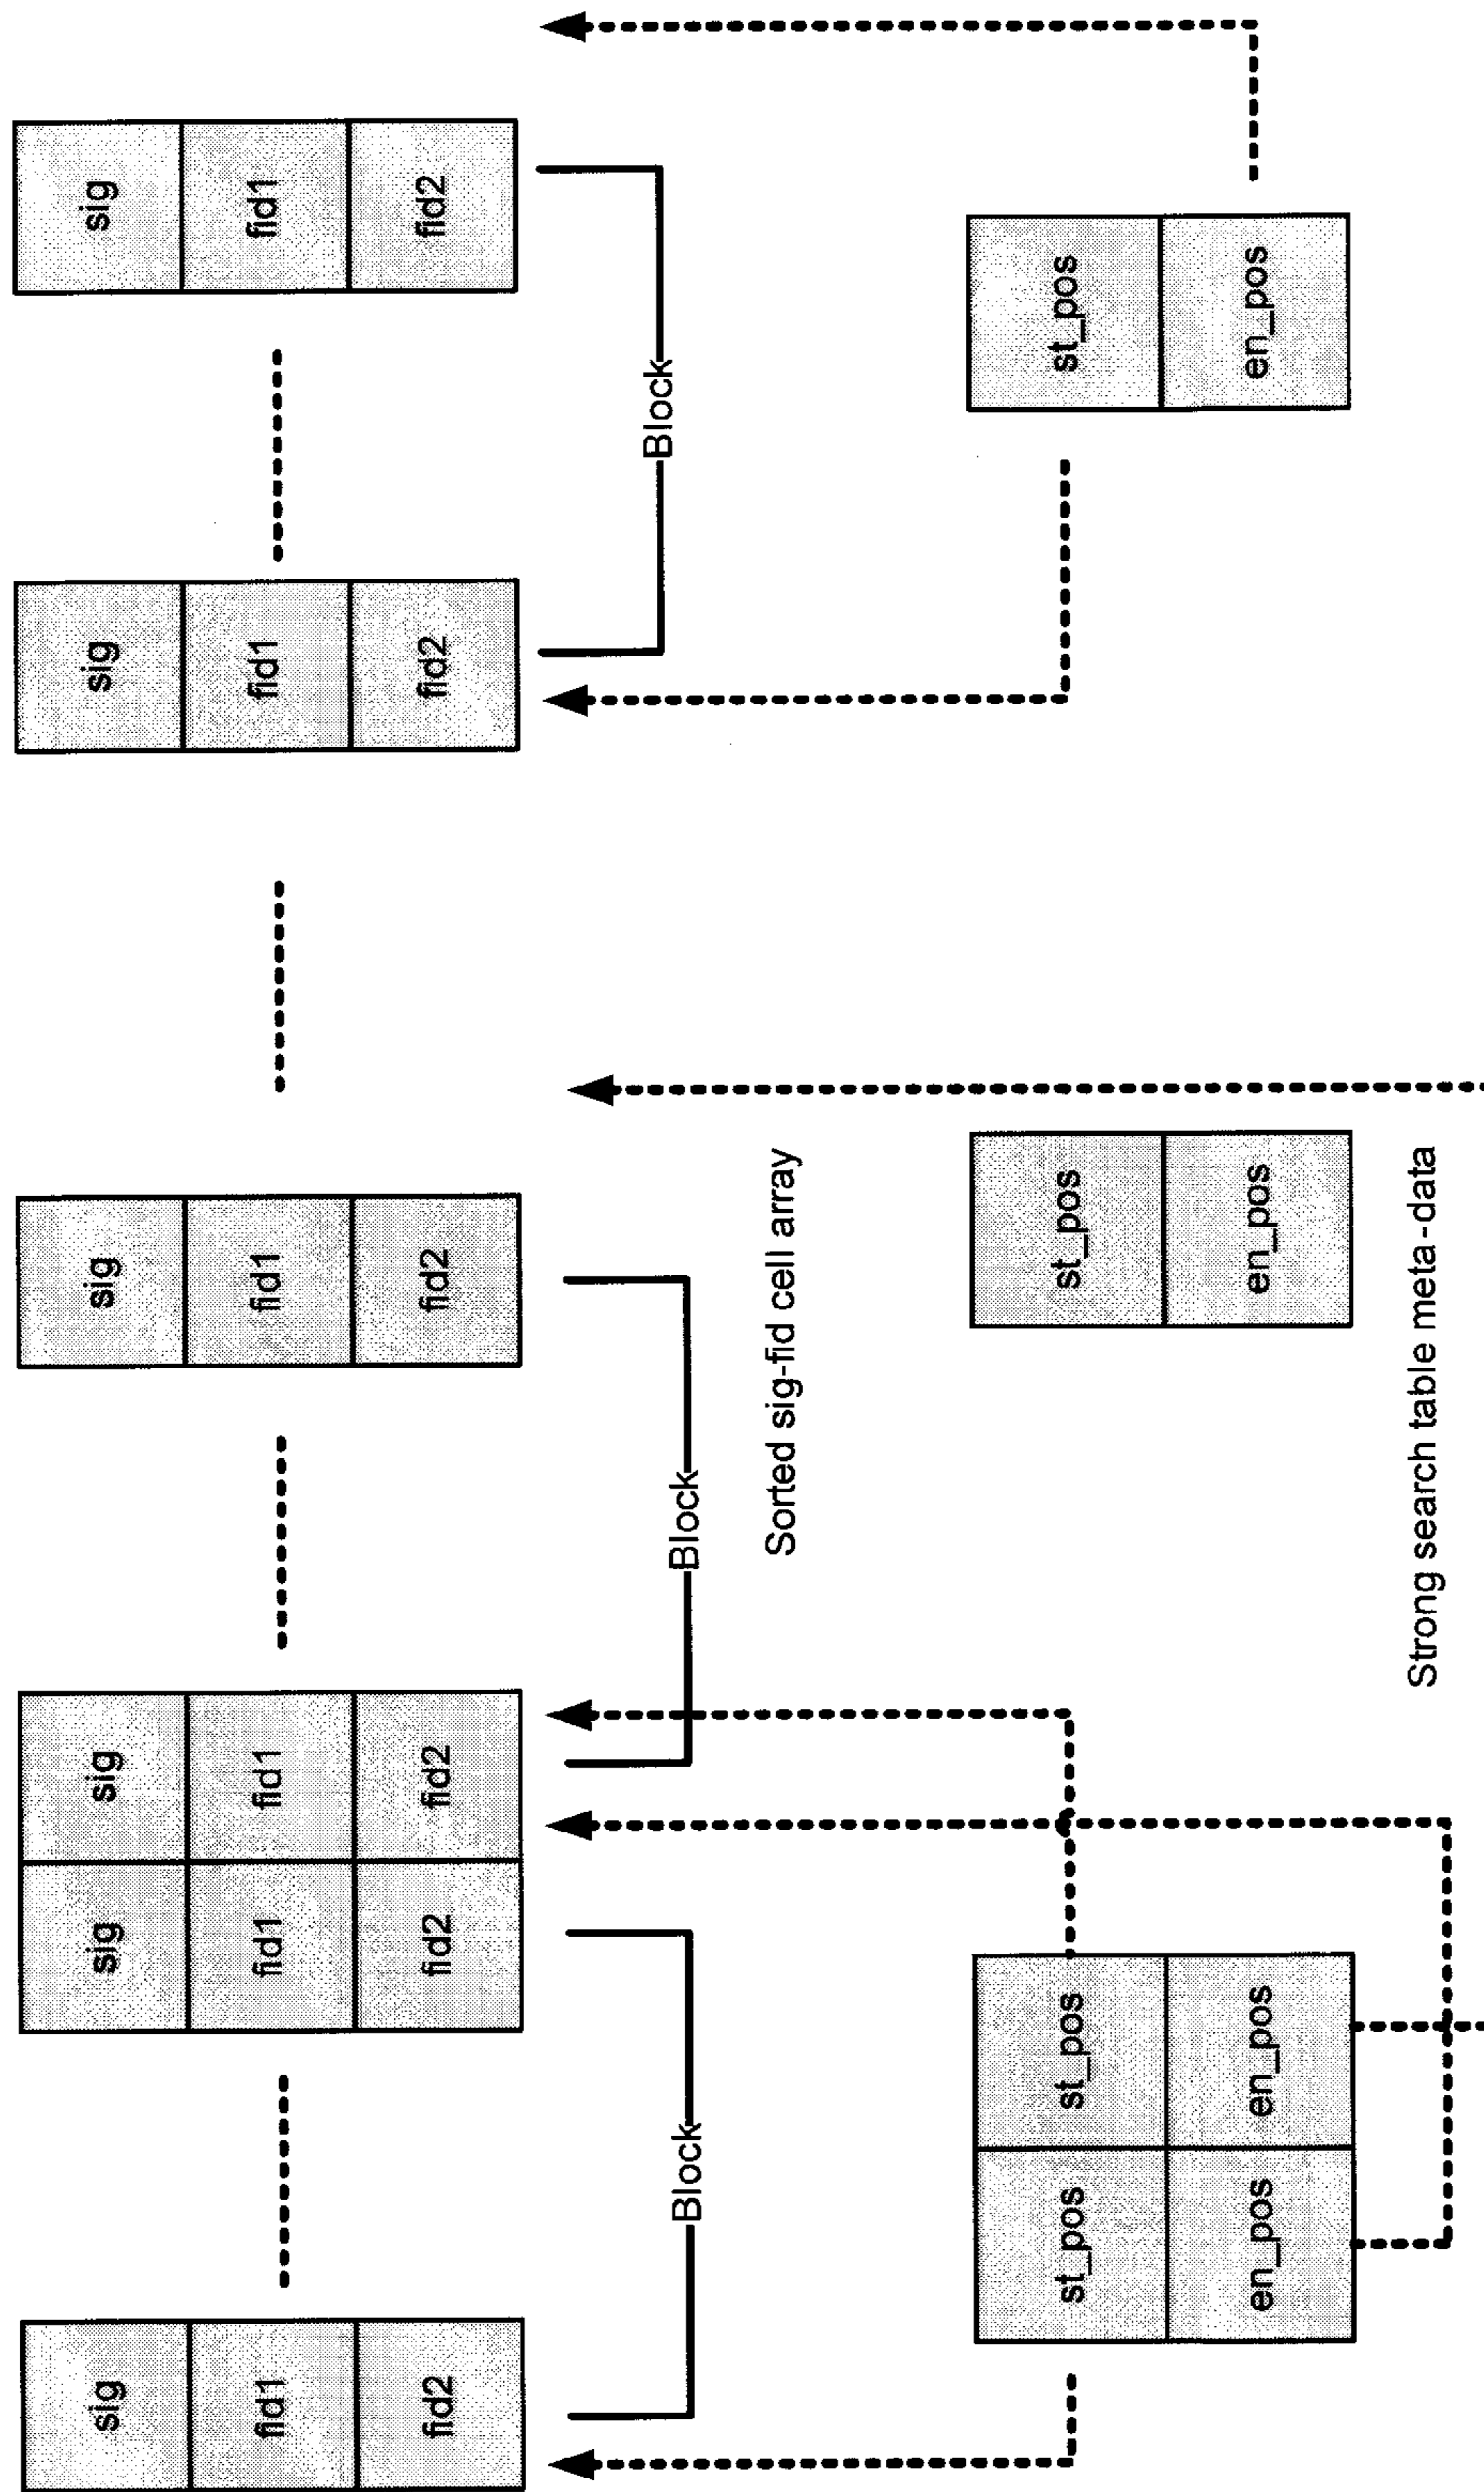 sig sig sig sig sig sig
fid1 fid1 fid1 fid1 fid1 fid1
fid2 fid2 fid2 fid2 fid2 fid2
Block Block Block
Sorted sig-fid cell array
st_pos st_pos st_pos st_pos
en_pos en_pos en_pos en_pos
Strong search table meta-data